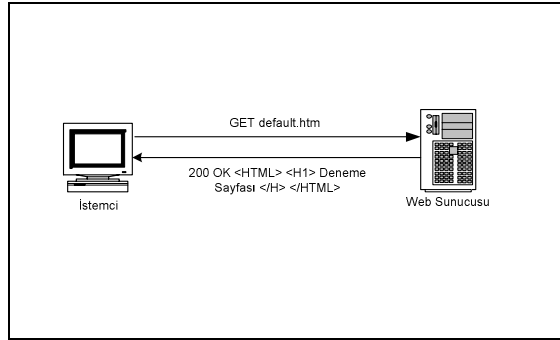 GET default.htm
200 OK <HTML> <H1> Deneme
Sayfası </H> </HTML>
İstemci
Web Sunucusu